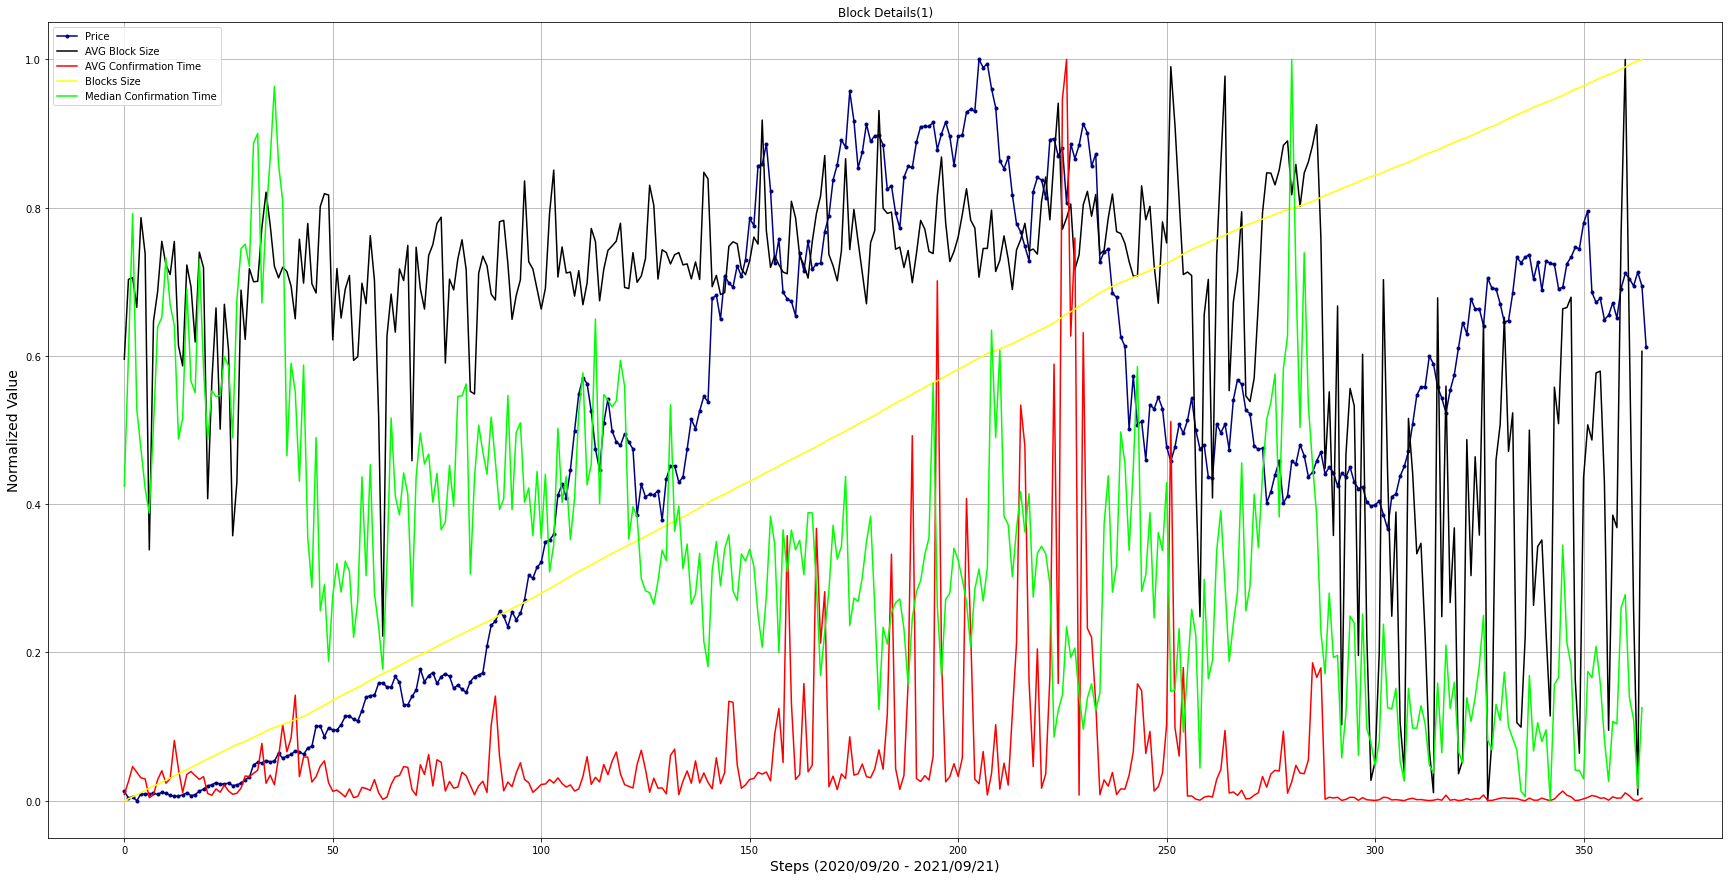 Block Details(1)
Price
AVG Block Size
AVG Confirmation Time
Blocks Size
Median Confirmation Time
Normalized Value
1.0
0.8
0.6
0.4
0.2
0.0
0 50 100 150 200 250 300 350
Steps (2020/09/20 - 2021/09/21)